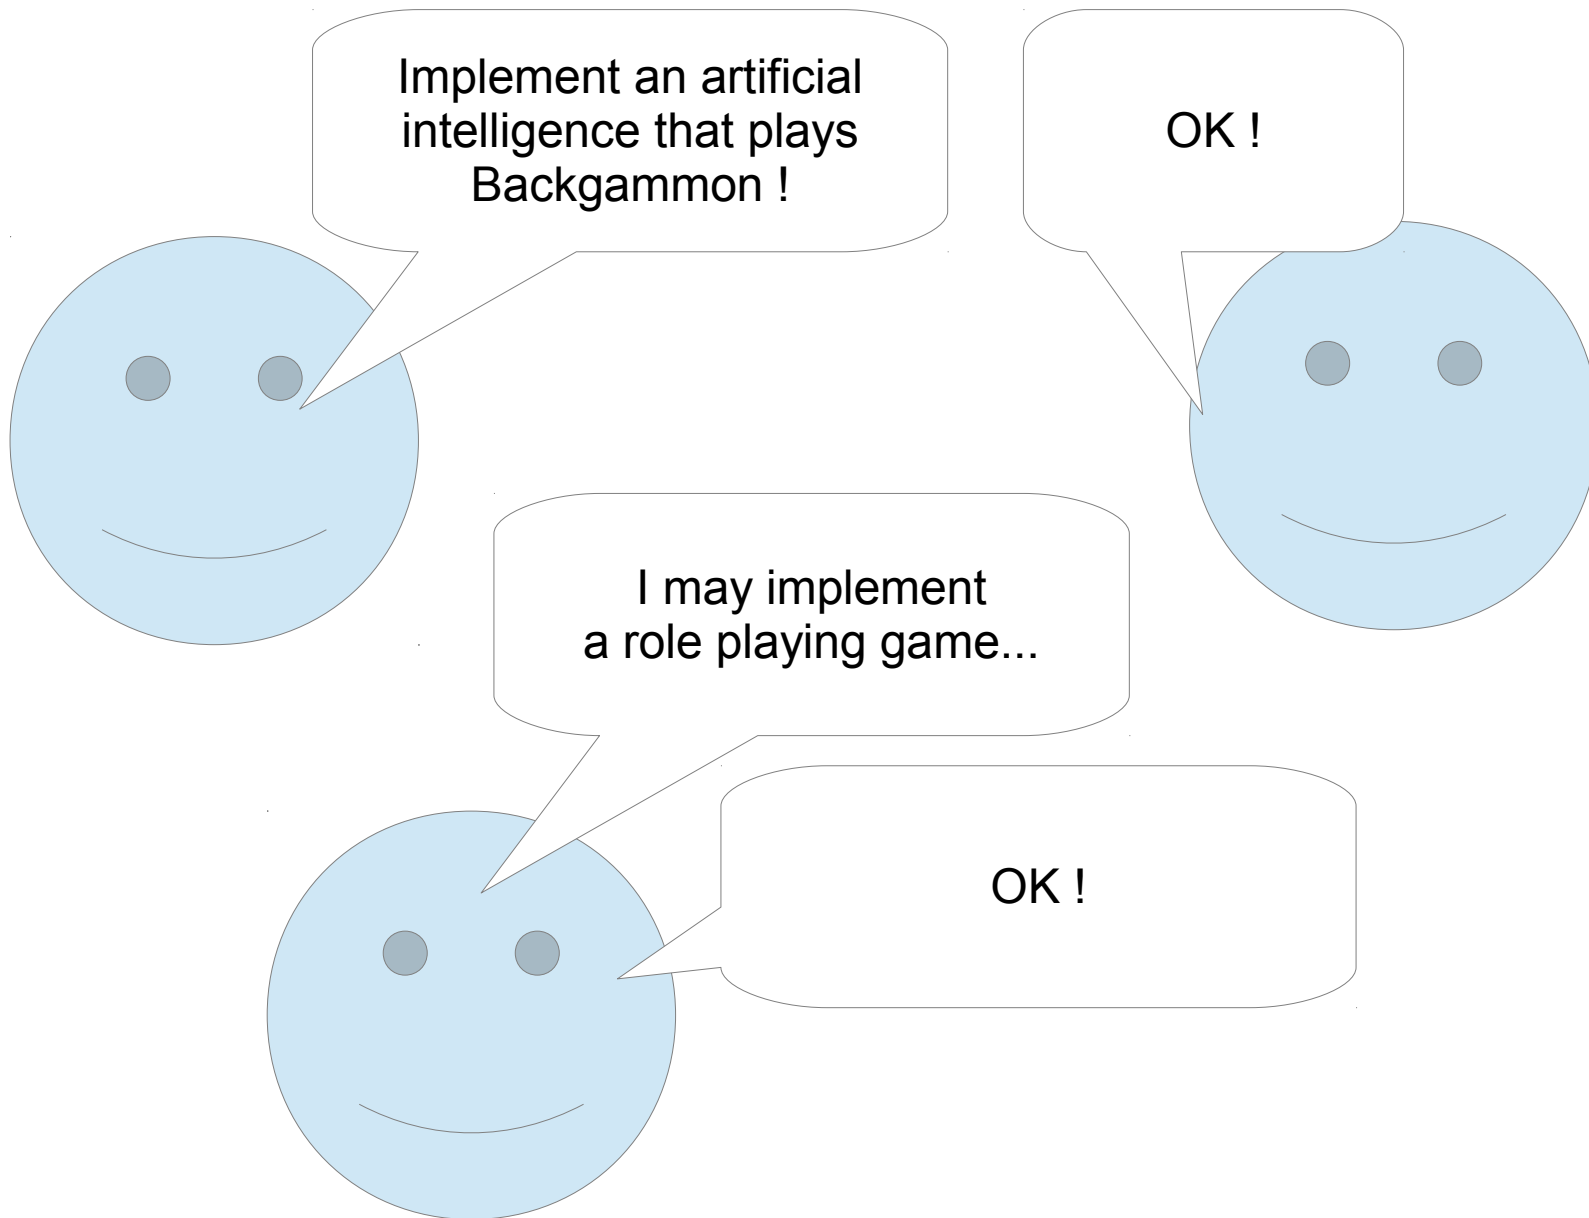 Implement an artificial
intelligence that plays
Backgammon !
OK !
I may implement
a role playing game...
OK !